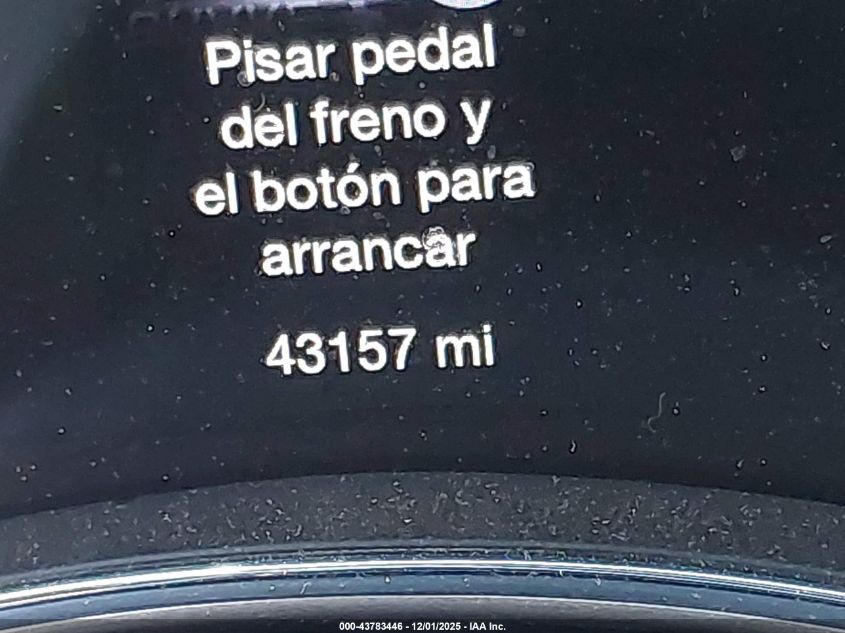 Pisar pedal
del freno y
el botón para
arrancar
43157 mi
000-43783446 - 12/01/2025 - IAA Inc.